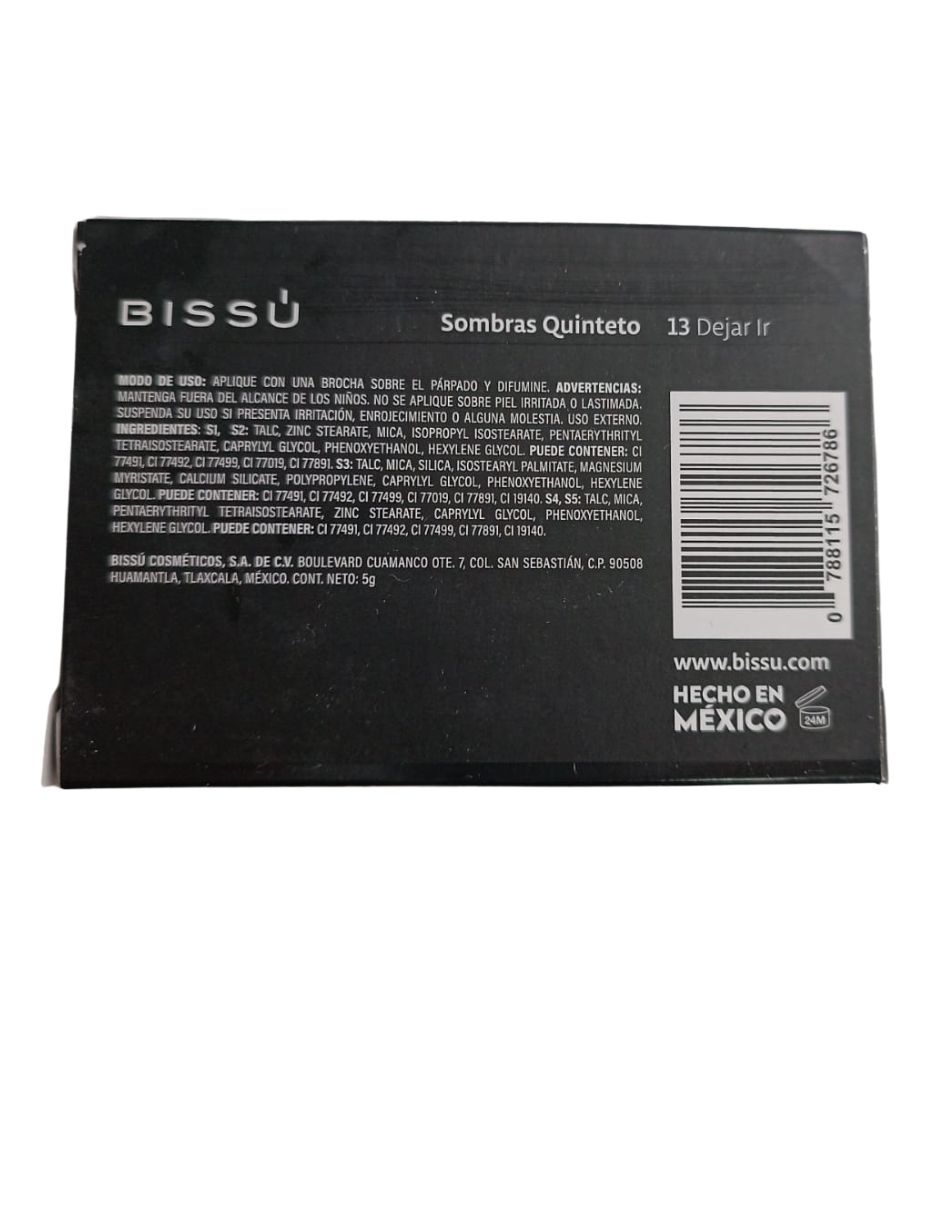 BISSÚ
Sombras Quinteto 13 Dejar Ir
MODO DE USO: APLIQUE CON UNA BROCHA SOBRE EL PÁRPADO Y DIFUMINE. ADVERTENCIAS:
MANTENGA FUERA DEL ALCANCE DE LOS NIÑOS. NO SE APLIQUE SOBRE PIEL IRRITADA O LASTIMADA.
SUSPENDA SU USO SI PRESENTA IRRITACIÓN, ENROJECIMIENTO O ALGUNA MOLESTIA. USO EXTERNO.
INGREDIENTES: S1, S2: TALC, ZINC STEARATE, MICA, ISOPROPYL ISOSTEARATE, PENTAERYTHRITYL
TETRAISOSTEARATE, CAPRYLYL GLYCOL, PHENOXYETHANOL, HEXYLENE GLYCOL. PUEDE CONTENER: CI
77491, CI 77492, CI 77499, CI 77019, CI 77891. S3: TALC, MICA, SILICA, ISOSTEARYL PALMITATE, MAGNESIUM
MYRISTATE, CALCIUM SILICATE, POLYPROPYLENE, CAPRYLYL GLYCOL, PHENOXYETHANOL, HEXYLENE
GLYCOL. PUEDE CONTENER: CI 77491, CI 77492, CI 77499, CI 77019, CI 77891, CI 19140. S4, S5: TALC, MICA,
PENTAERYTHRITYL TETRAISOSTEARATE, ZINC STEARATE, CAPRYLYL GLYCOL, PHENOXYETHANOL,
HEXYLENE GLYCOL. PUEDE CONTENER: CI 77491, CI 77492, CI 77499, CI 77891, CI 19140.
BISSÚ COSMÉTICOS, S.A. DE C.V. BOULEVARD CUAMANCO OTE. 7, COL. SAN SEBASTIÁN, C.P. 90508
HUAMANTLA, TLAXCALA, MÉXICO. CONT. NETO: 5g
0 788115 726786
www.bissu.com
HECHO EN
MÉXICO
24M